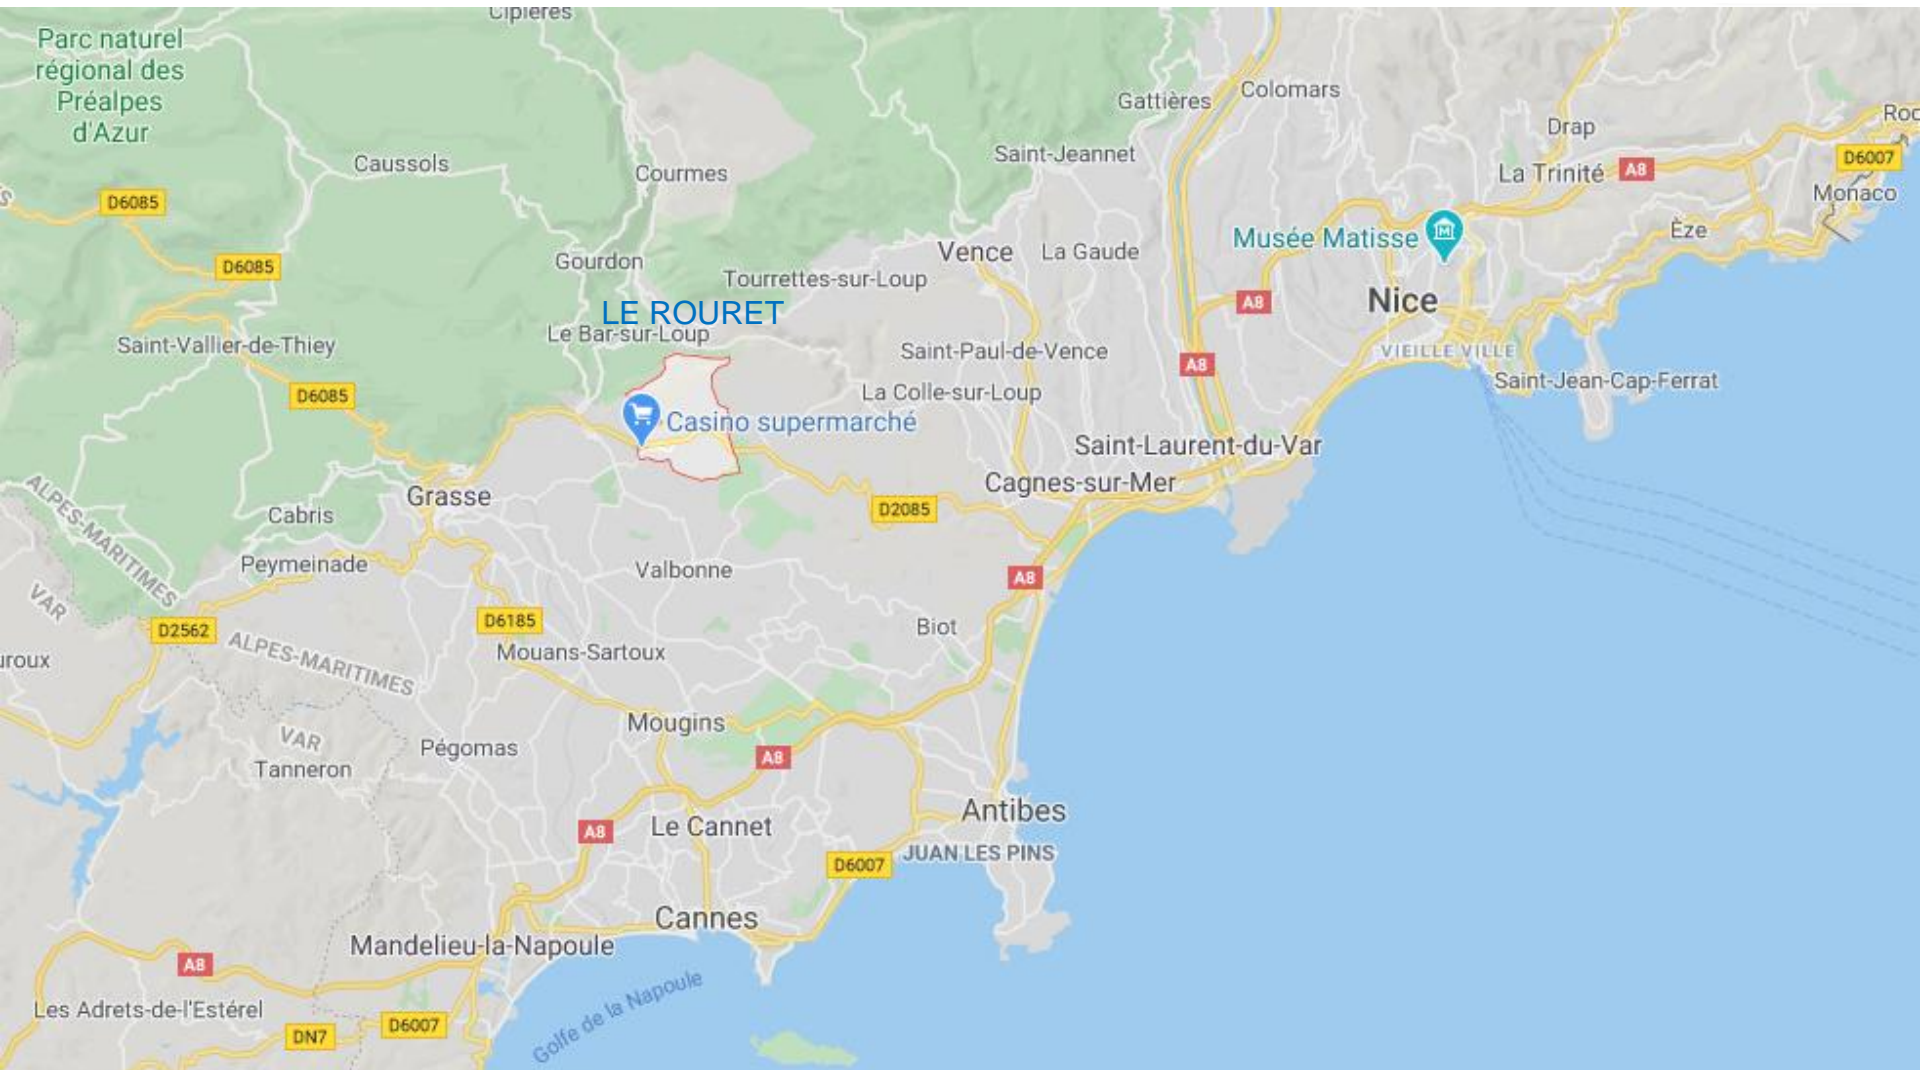 Cipières
Parc naturel
régional des
Préalpes
d'Azur
Gattières
Colomars
Drap
Caussols
Courmes
Saint-Jeannet
La Trinité
A8
D6007
Monaco
D6085
Musée Matisse
Èze
D6085
Gourdon
Vence
La Gaude
Tourrettes-sur-Loup
A8
Nice
LE ROURET
Le Bar-sur-Loup
Saint-Vallier-de-Thiey
Saint-Paul-de-Vence
A8
VIEILLE VILLE
Saint-Jean-Cap-Ferrat
D6085
La Colle-sur-Loup
Casino supermarché
Saint-Laurent-du-Var
Cagnes-sur-Mer
Grasse
D2085
Cabris
ALPES-MARITIMES
VAR
Peymeinade
Valbonne
A8
D2562
D6185
Biot
ALPES-MARITIMES
Mouans-Sartoux
VAR
Mougins
Pégomas
A8
Tanneron
Antibes
A8
Le Cannet
D6007
JUAN LES PINS
Cannes
Mandelieu-la-Napoule
A8
Golfe de la Napoule
Les Adrets-de-l'Estérel
DN7
D6007